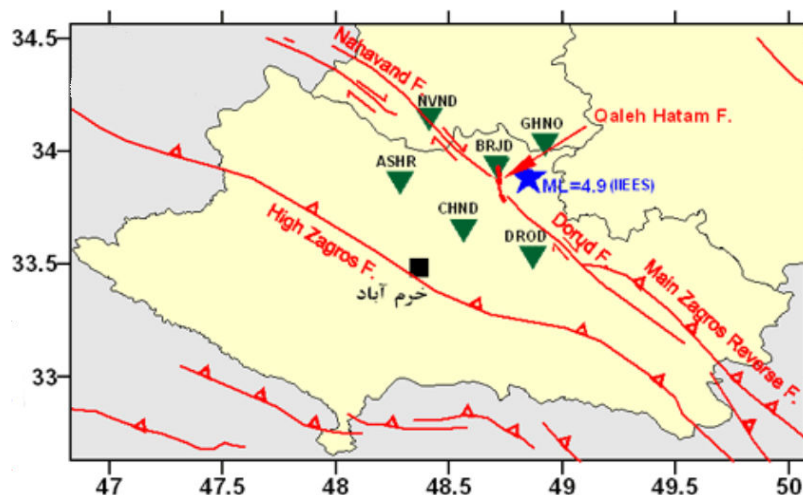 34.5
34
33.5
33
47
47.5
48
48.5
49
49.5
50
Nahavand F.
NVND
GHNO
Qaleh Hatam F.
BRJD
ASHR
ML=4.9 (IIEES)
CHND
DROD
Dorud F.
High Zagros F.
Main Zagros Reverse F.
خرم آباد